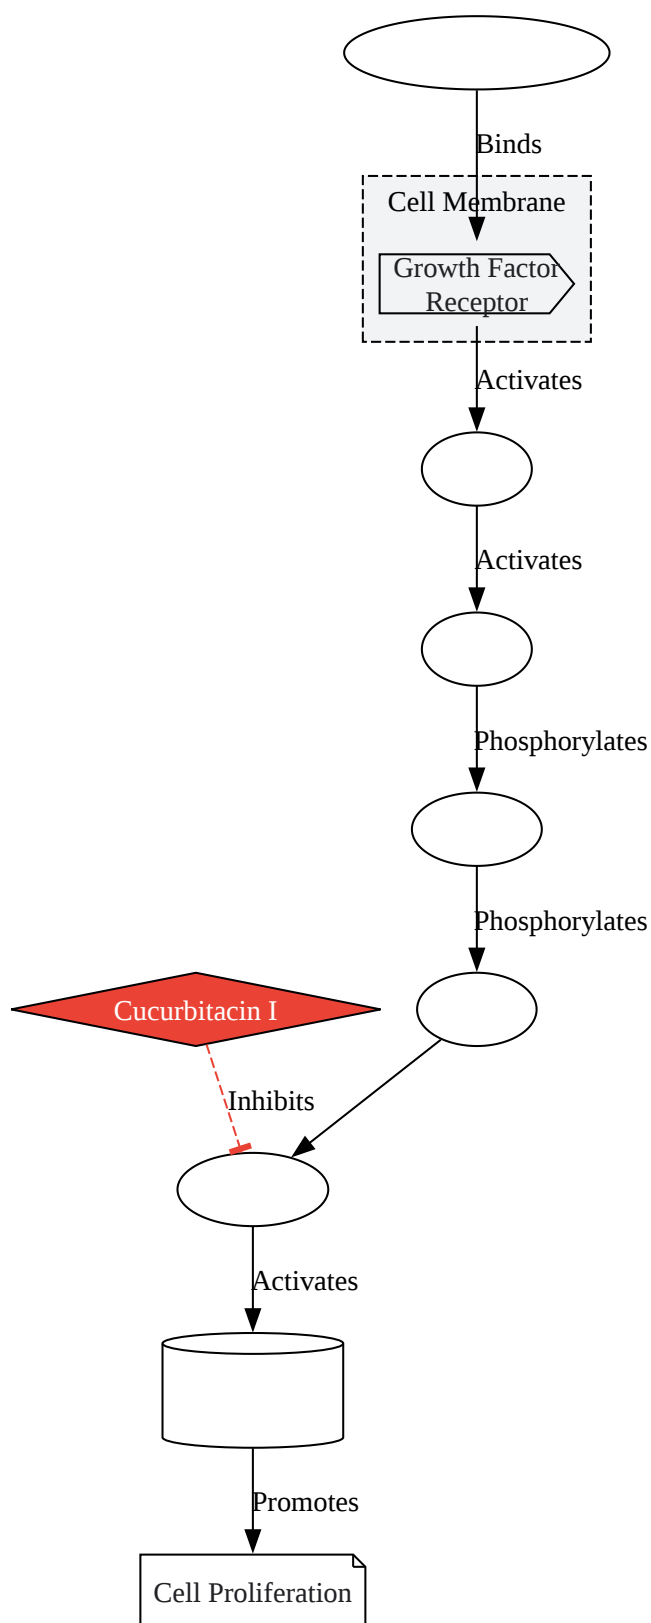 Binds
Cell Membrane
Growth Factor
Receptor
Activates
Activates
Phosphorylates
Phosphorylates
Cucurbitacin I
Inhibits
Activates
Promotes
Cell Proliferation